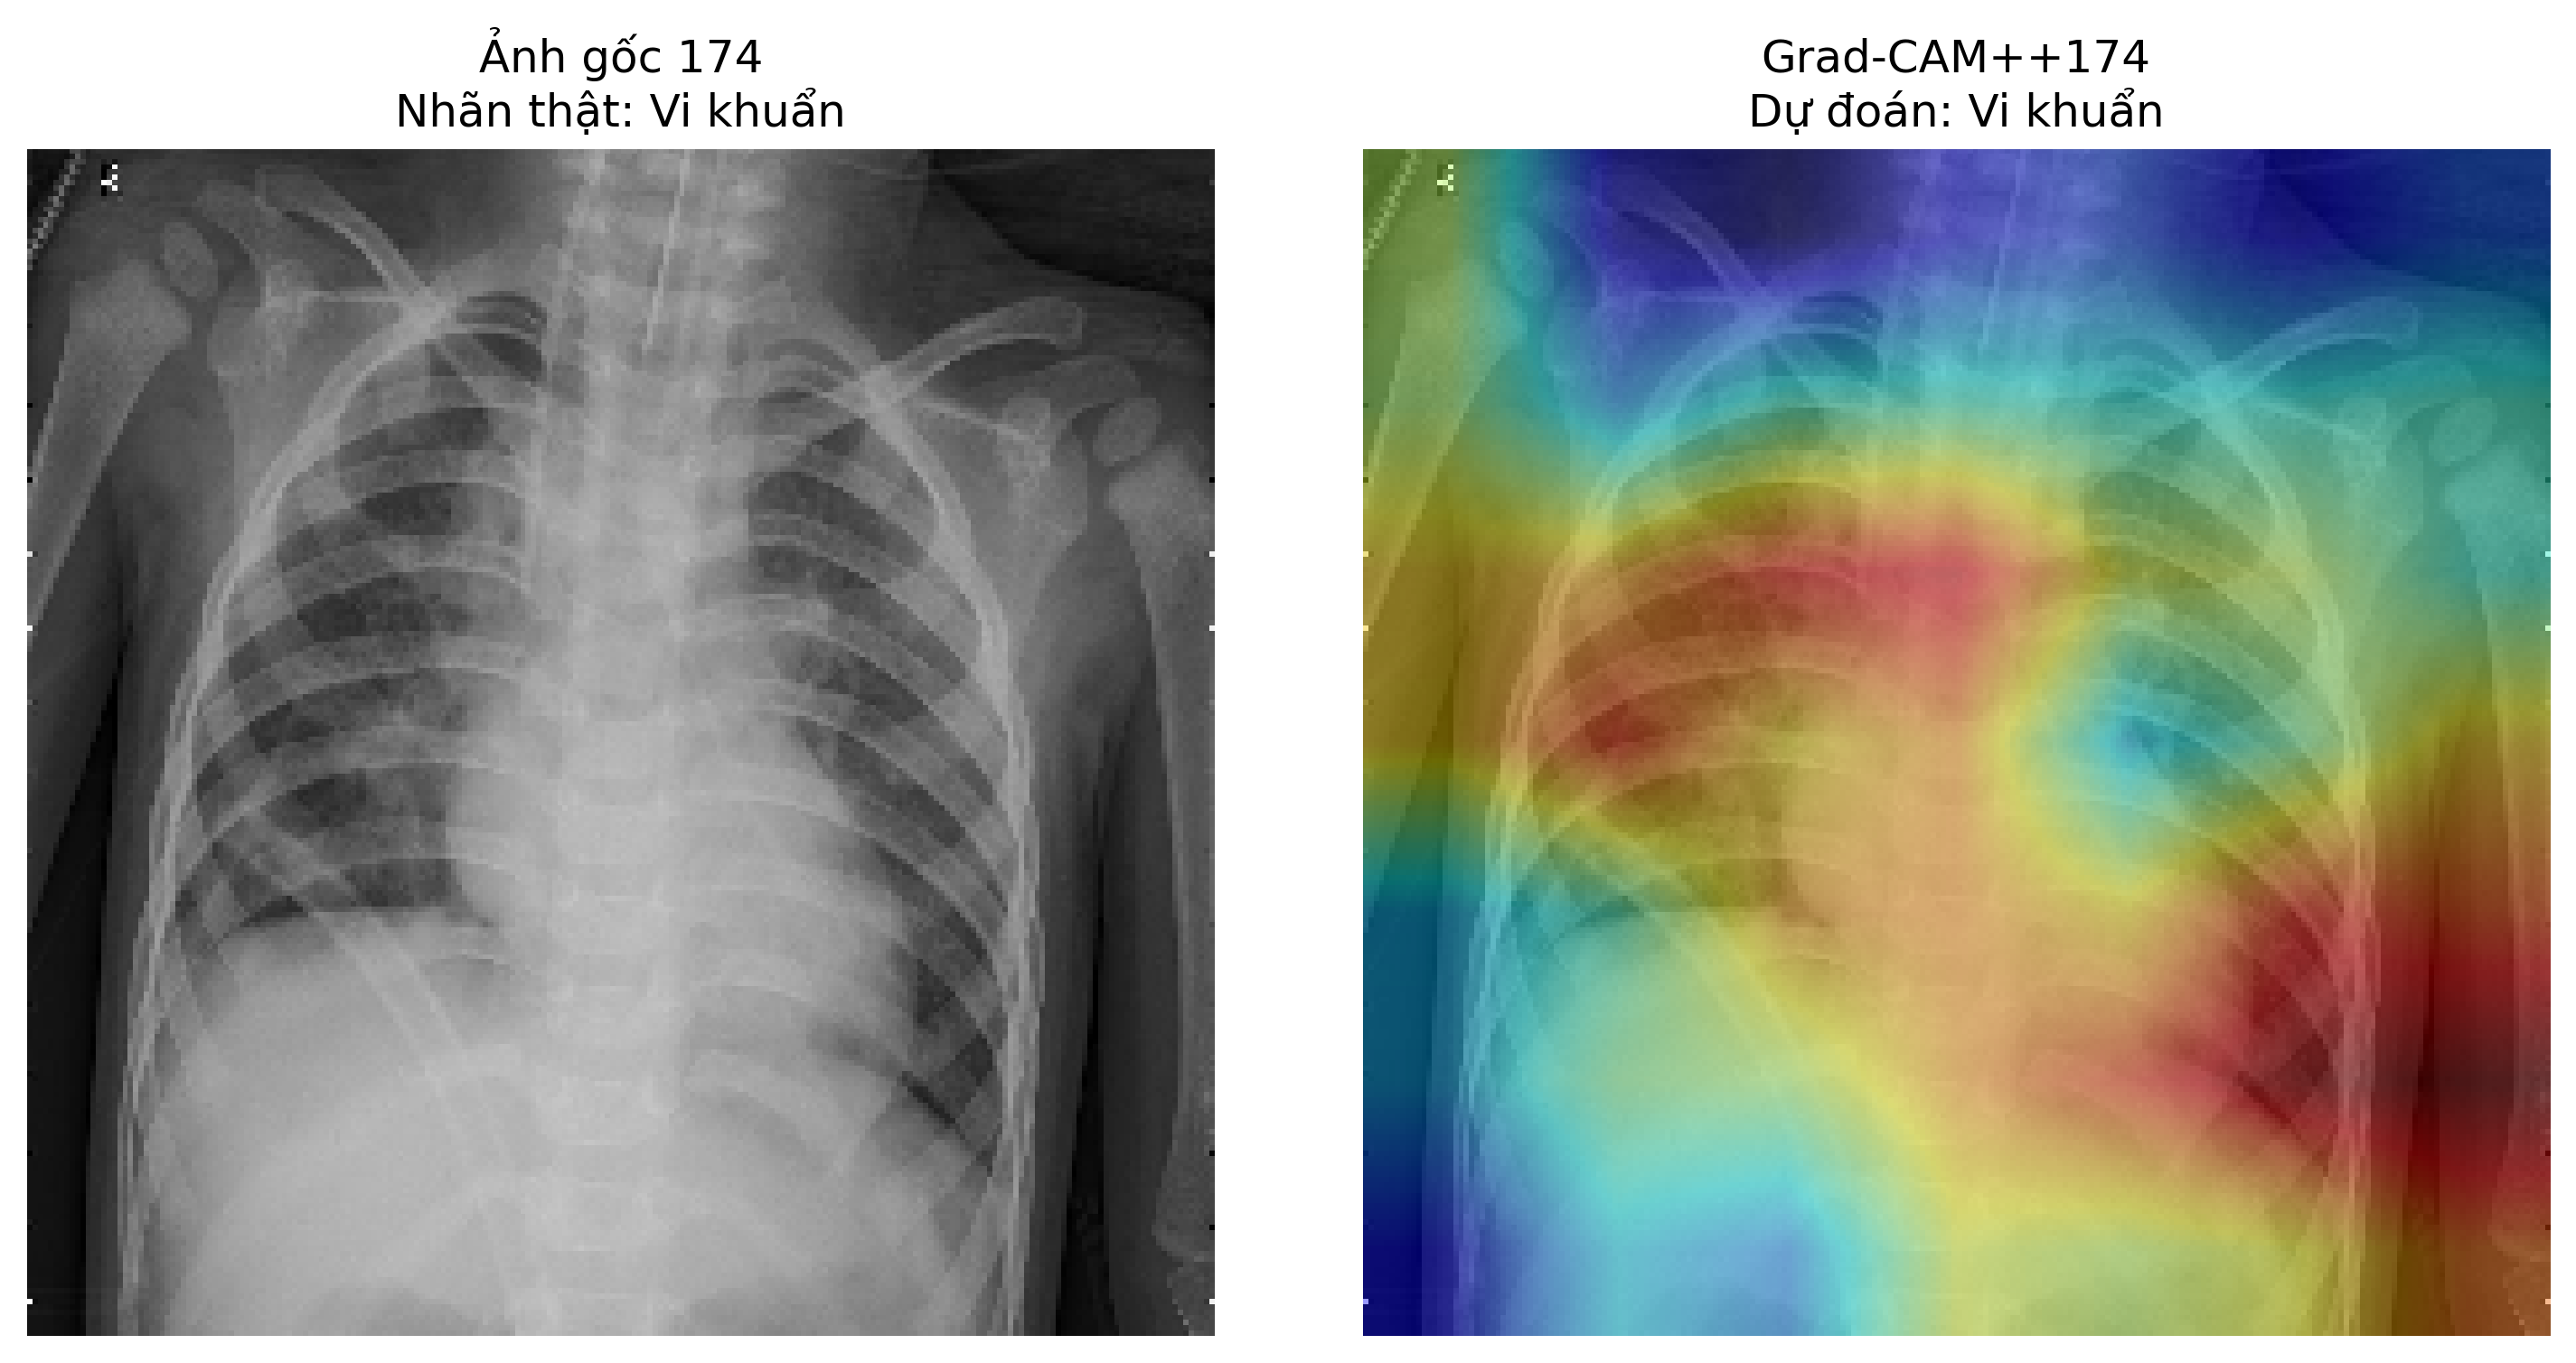 Ảnh gốc 174
Nhãn thật: Vi khuẩn
Grad-CAM++174
Dự đoán: Vi khuẩn